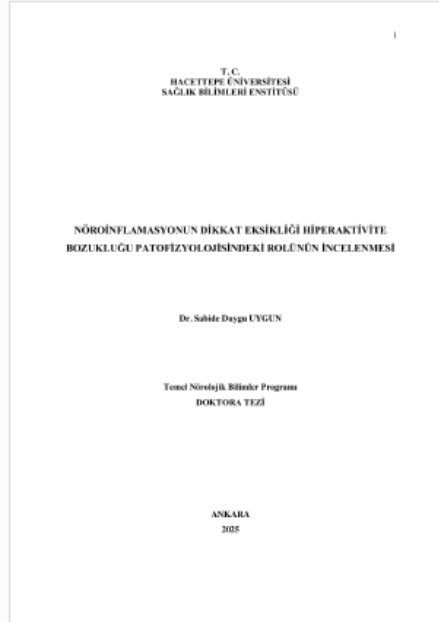 1
T. C.
HACETTEPE ÜNİVERSİTESİ
SAĞLIK BİLİMLERİ ENSTİTÜSÜ
NÖROİNFLAMASYONUN DİKKAT EKSİKLİĞİ HİPERAKTİVİTE
BOZUKLUĞU PATOFİZYOLOJİSİNDEKİ ROLÜNÜN İNCELENMESİ
Dr. Sabide Duygu UYGUN
Temel Nörolojik Bilimler Programı
DOKTORA TEZİ
ANKARA
2025